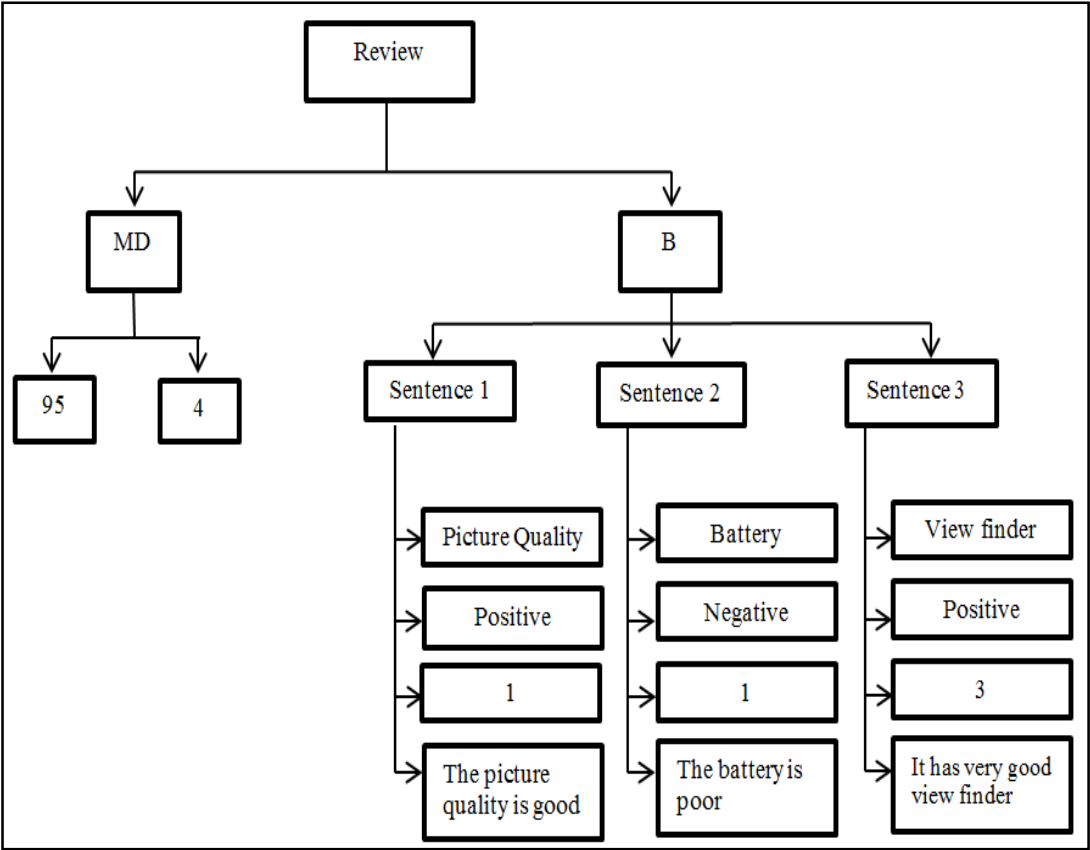 Review
MD
B
95
4
Sentence 1
Sentence 2
Sentence 3
Picture Quality
Battery
View finder
Positive
Negative
Positive
1
1
3
The picture
quality is good
The battery is
poor
It has very good
view finder